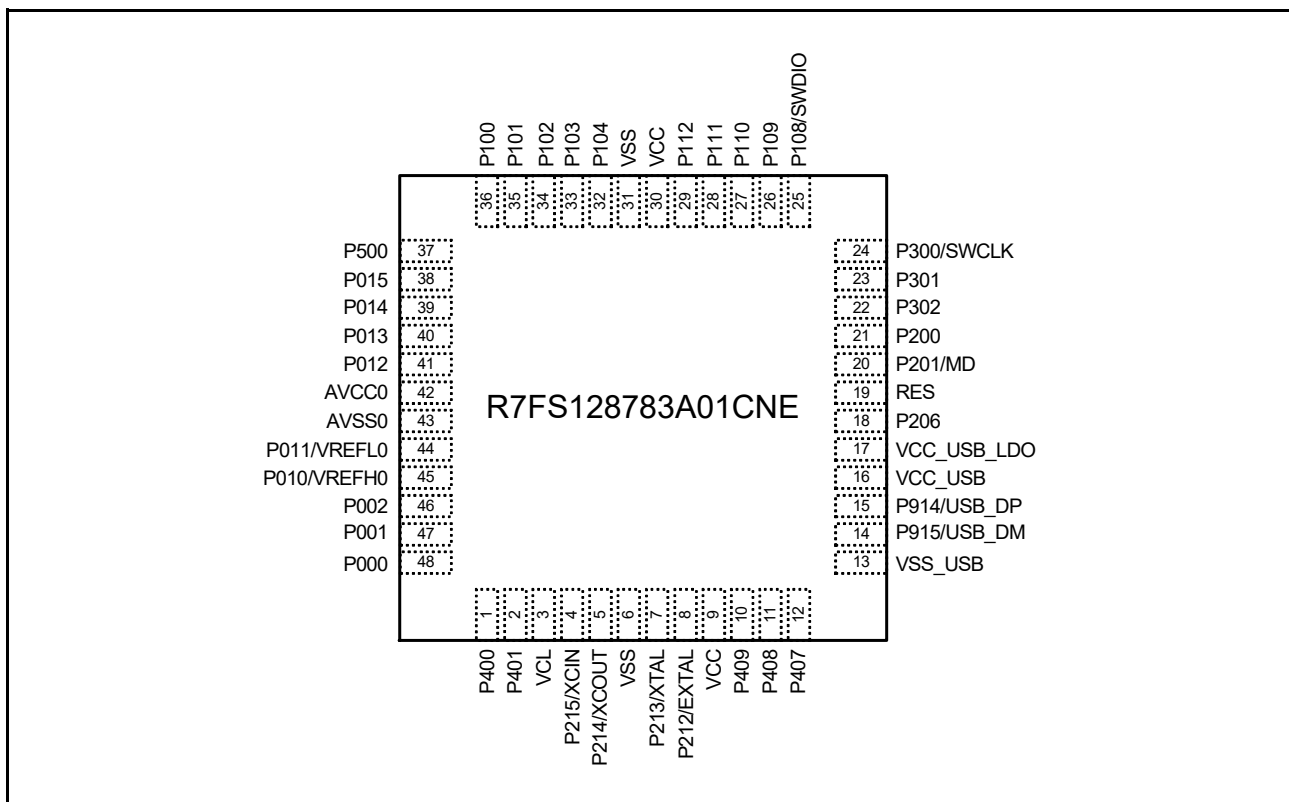 P100
P101
P102
P103
P104
VSS
VCC
P112
P111
P110
P109
P108/SWDIO
36
35
34
33
32
31
30
29
28
27
26
25
P500 37
P015 38
P014 39
P013 40
P012 41
AVCC0 42
AVSS0 43
P011/VREFL0 44
P010/VREFH0 45
P002 46
P001 47
P000 48
R7FS128783A01CNE
24 P300/SWCLK
23 P301
22 P302
21 P200
20 P201/MD
19 RES
18 P206
17 VCC_USB_LDO
16 VCC_USB
15 P914/USB_DP
14 P915/USB_DM
13 VSS_USB
1
2
3
4
5
6
7
8
9
10
11
12
P400
P401
VCL
P215/XCIN
P214/XCOUT
VSS
P213/XTAL
P212/EXTAL
VCC
P409
P408
P407